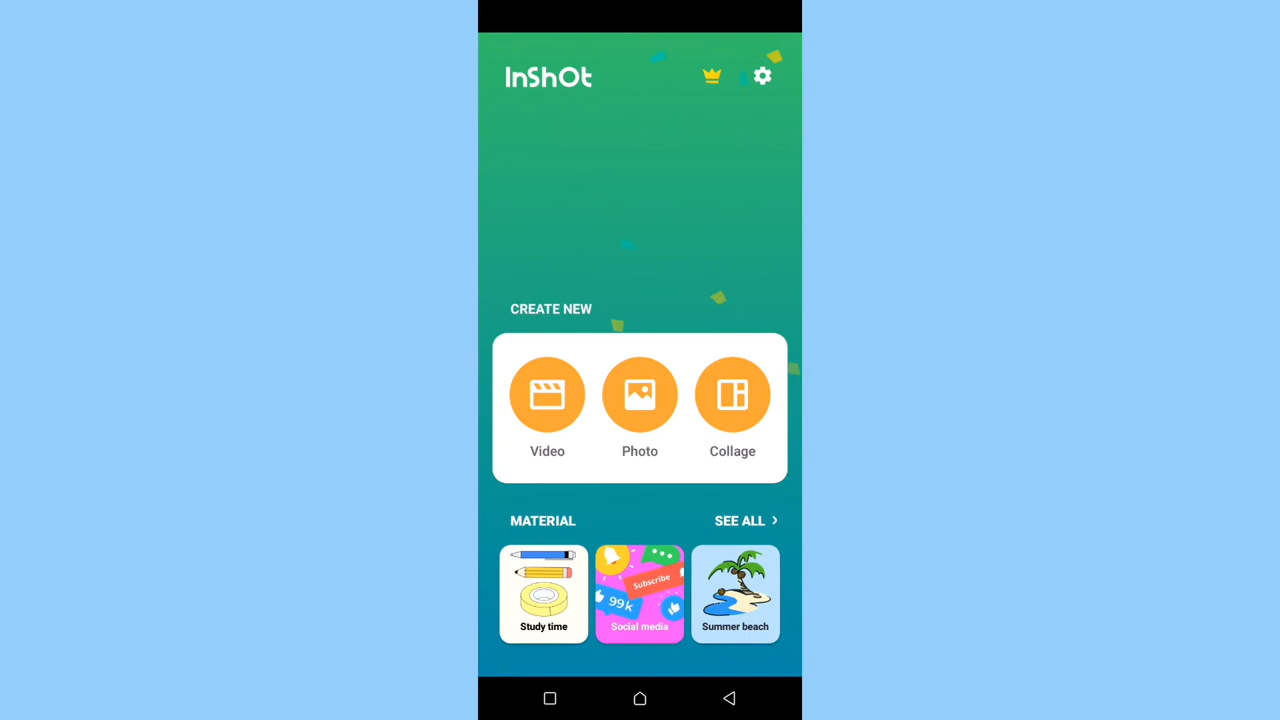 InShOt
CREATE NEW
Video
Photo
Collage
MATERIAL
SEE ALL
Study time
Subscribe
99k
Social media
Summer beach